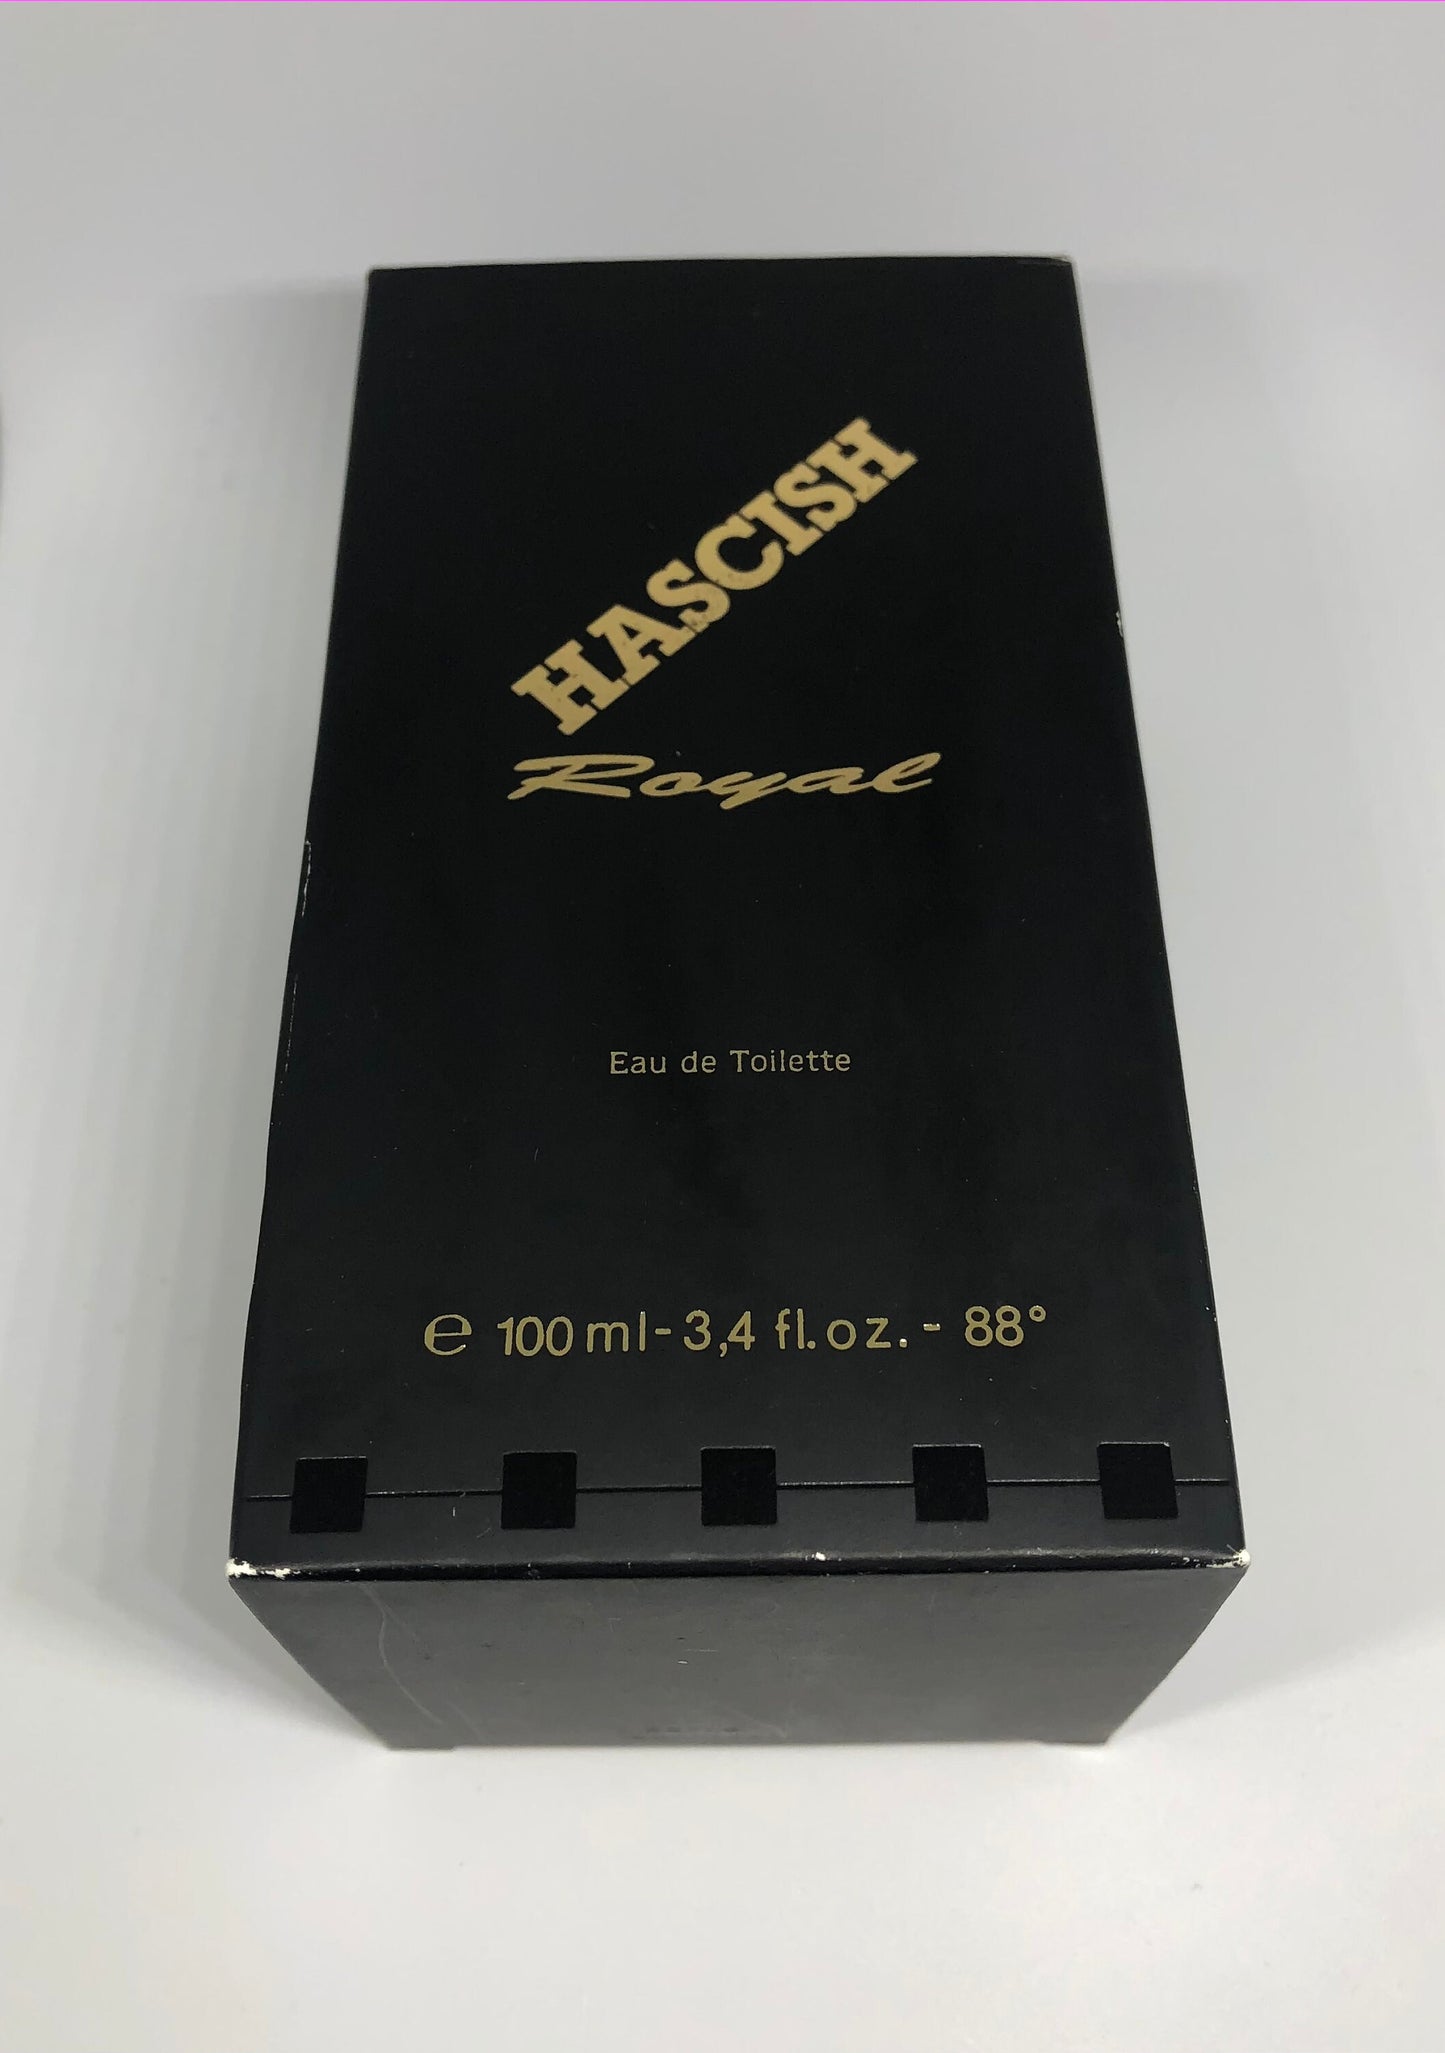 HASCISH
Royal
Eau de Toilette
℮ 100 ml - 3,4 fl. oz. - 88°